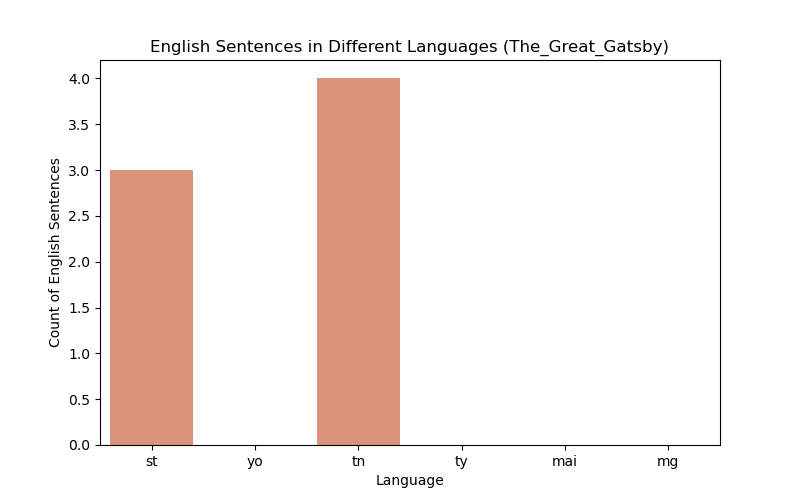 English Sentences in Different Languages (The_Great_Gatsby)
4.0
3.5
3.0
2.5
2.0
1.5
1.0
0.5
0.0
Count of English Sentences
st yo tn ty mai mg
Language